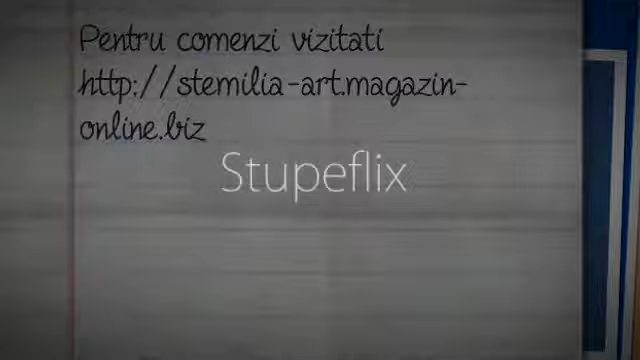 Pentru comenzi vizitati
http://stemilia-art.magazin-
online.biz
Stupeflix